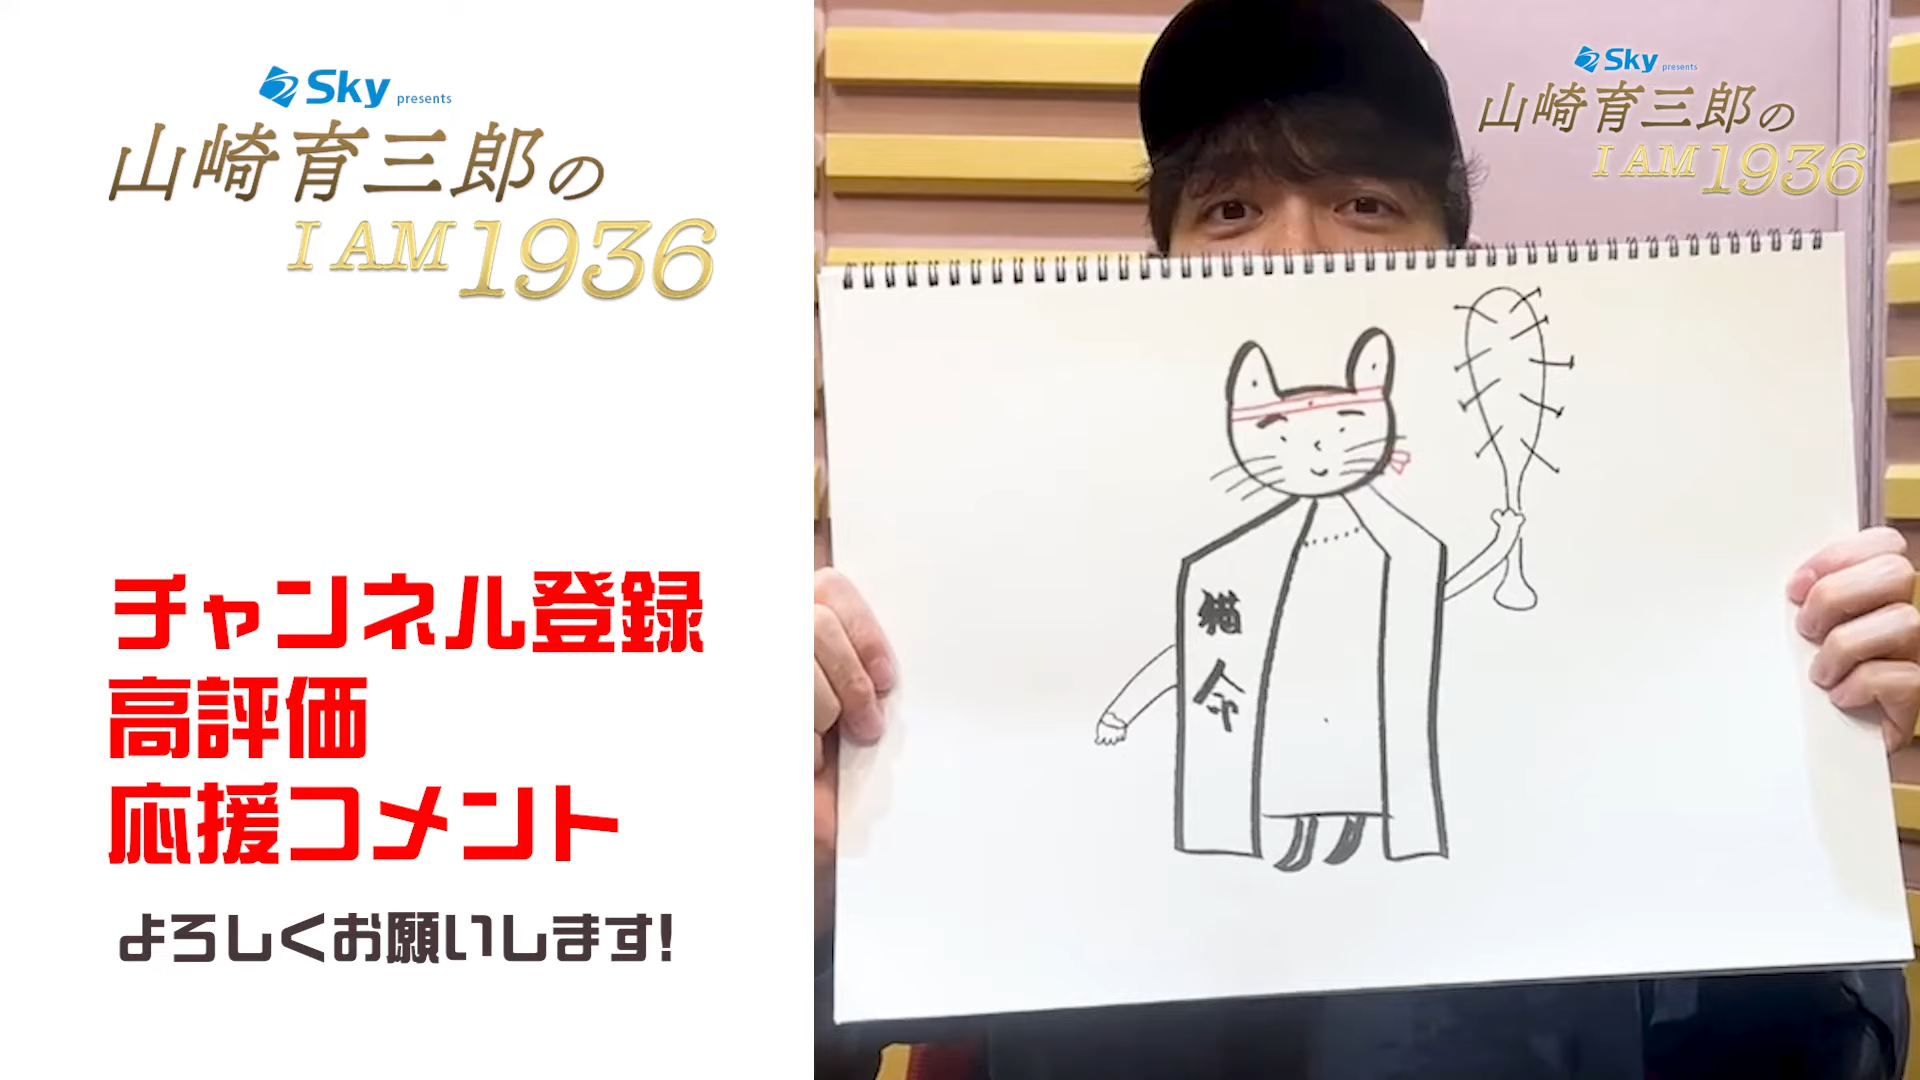 Sky presents
山崎育三郎の
I AM 1936
チャンネル登録
高評価
応援コメント
よろしくお願いします!
Sky presents
山崎育三郎の
I AM 1936
猫命